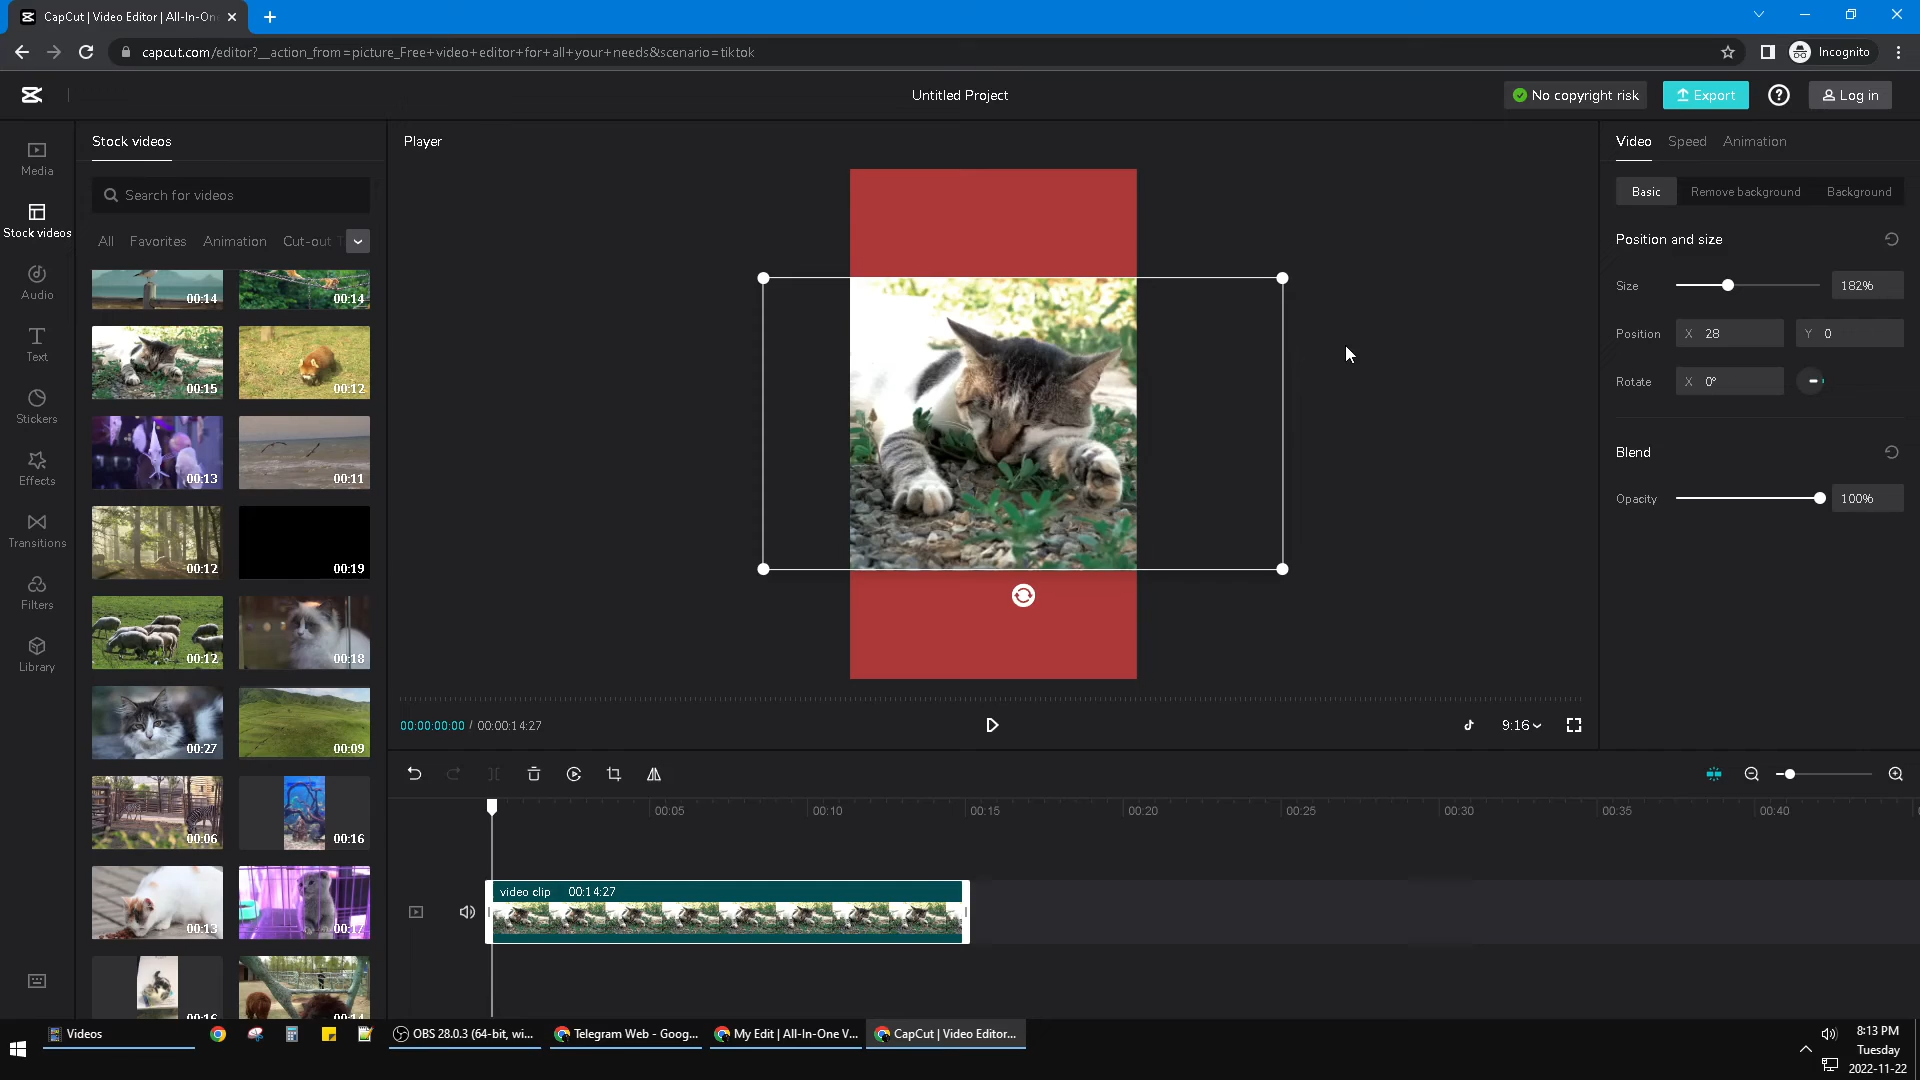 CapCut | Video Editor | All-In-On
capcut.com/editor?__action_from=picture_Free+video+editor+for+all+your+needs&scenario=tiktok
Incognito
Untitled Project
No copyright risk
Export
Log in
Media
Stock videos
Audio
Text
Stickers
Effects
Transitions
Filters
Library
Stock videos
Search for videos
All Favorites Animation Cut-out
00:14 00:14
00:15 00:12
00:13 00:11
00:12 00:19
00:12 00:18
00:27 00:09
00:06 00:16
00:13 00:17
00:16 00:14
Player
00:00:00:00 / 00:00:14:27
9:16
Video Speed Animation
Basic Remove background Background
Position and size
Size 182%
Position X 28 Y 0
Rotate X 0°
Blend
Opacity 100%
00:05 00:10 00:15 00:20 00:25 00:30 00:35 00:40
video clip 00:14:27
Videos
OBS 28.0.3 (64-bit, wi...
Telegram Web - Goog...
My Edit | All-In-One V...
CapCut | Video Editor...
8:13 PM
Tuesday
2022-11-22